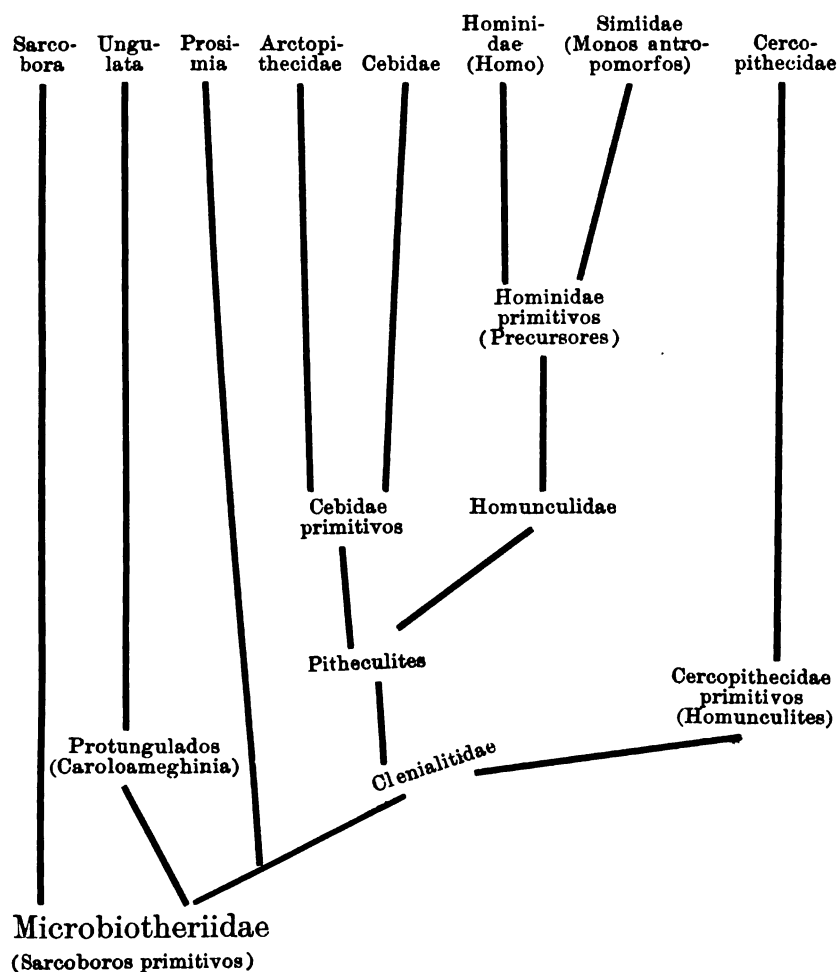 Sarco-
bora
Ungu-
lata
Prosi-
mia
Arctopi-
thecidae
Cebidae
Homini-
dae
(Homo)
Simiidae
(Monos antro-
pomorfos)
Cerco-
pithecidae
Hominidae
primitivos
(Precursores)
Cebidae
primitivos
Homunculidae
Pitheculites
Cercopithecidae
primitivos
(Homunculites)
Protungulados
(Caroloameghinia)
Clenialitidae
Microbiotheriidae
(Sarcoboros primitivos)